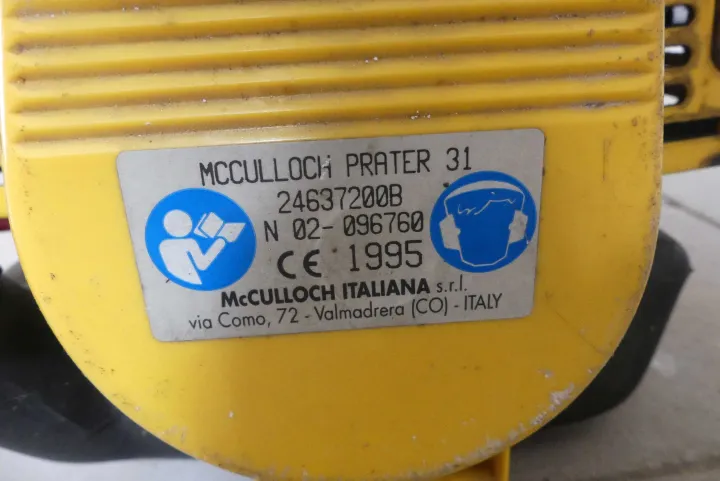 MCCULLOCH PRATER 31
24637200B
N 02-096760
CE 1995
McCULLOCH ITALIANA s.r.l.
via Como, 72 - Valmadrera (CO) - ITALY